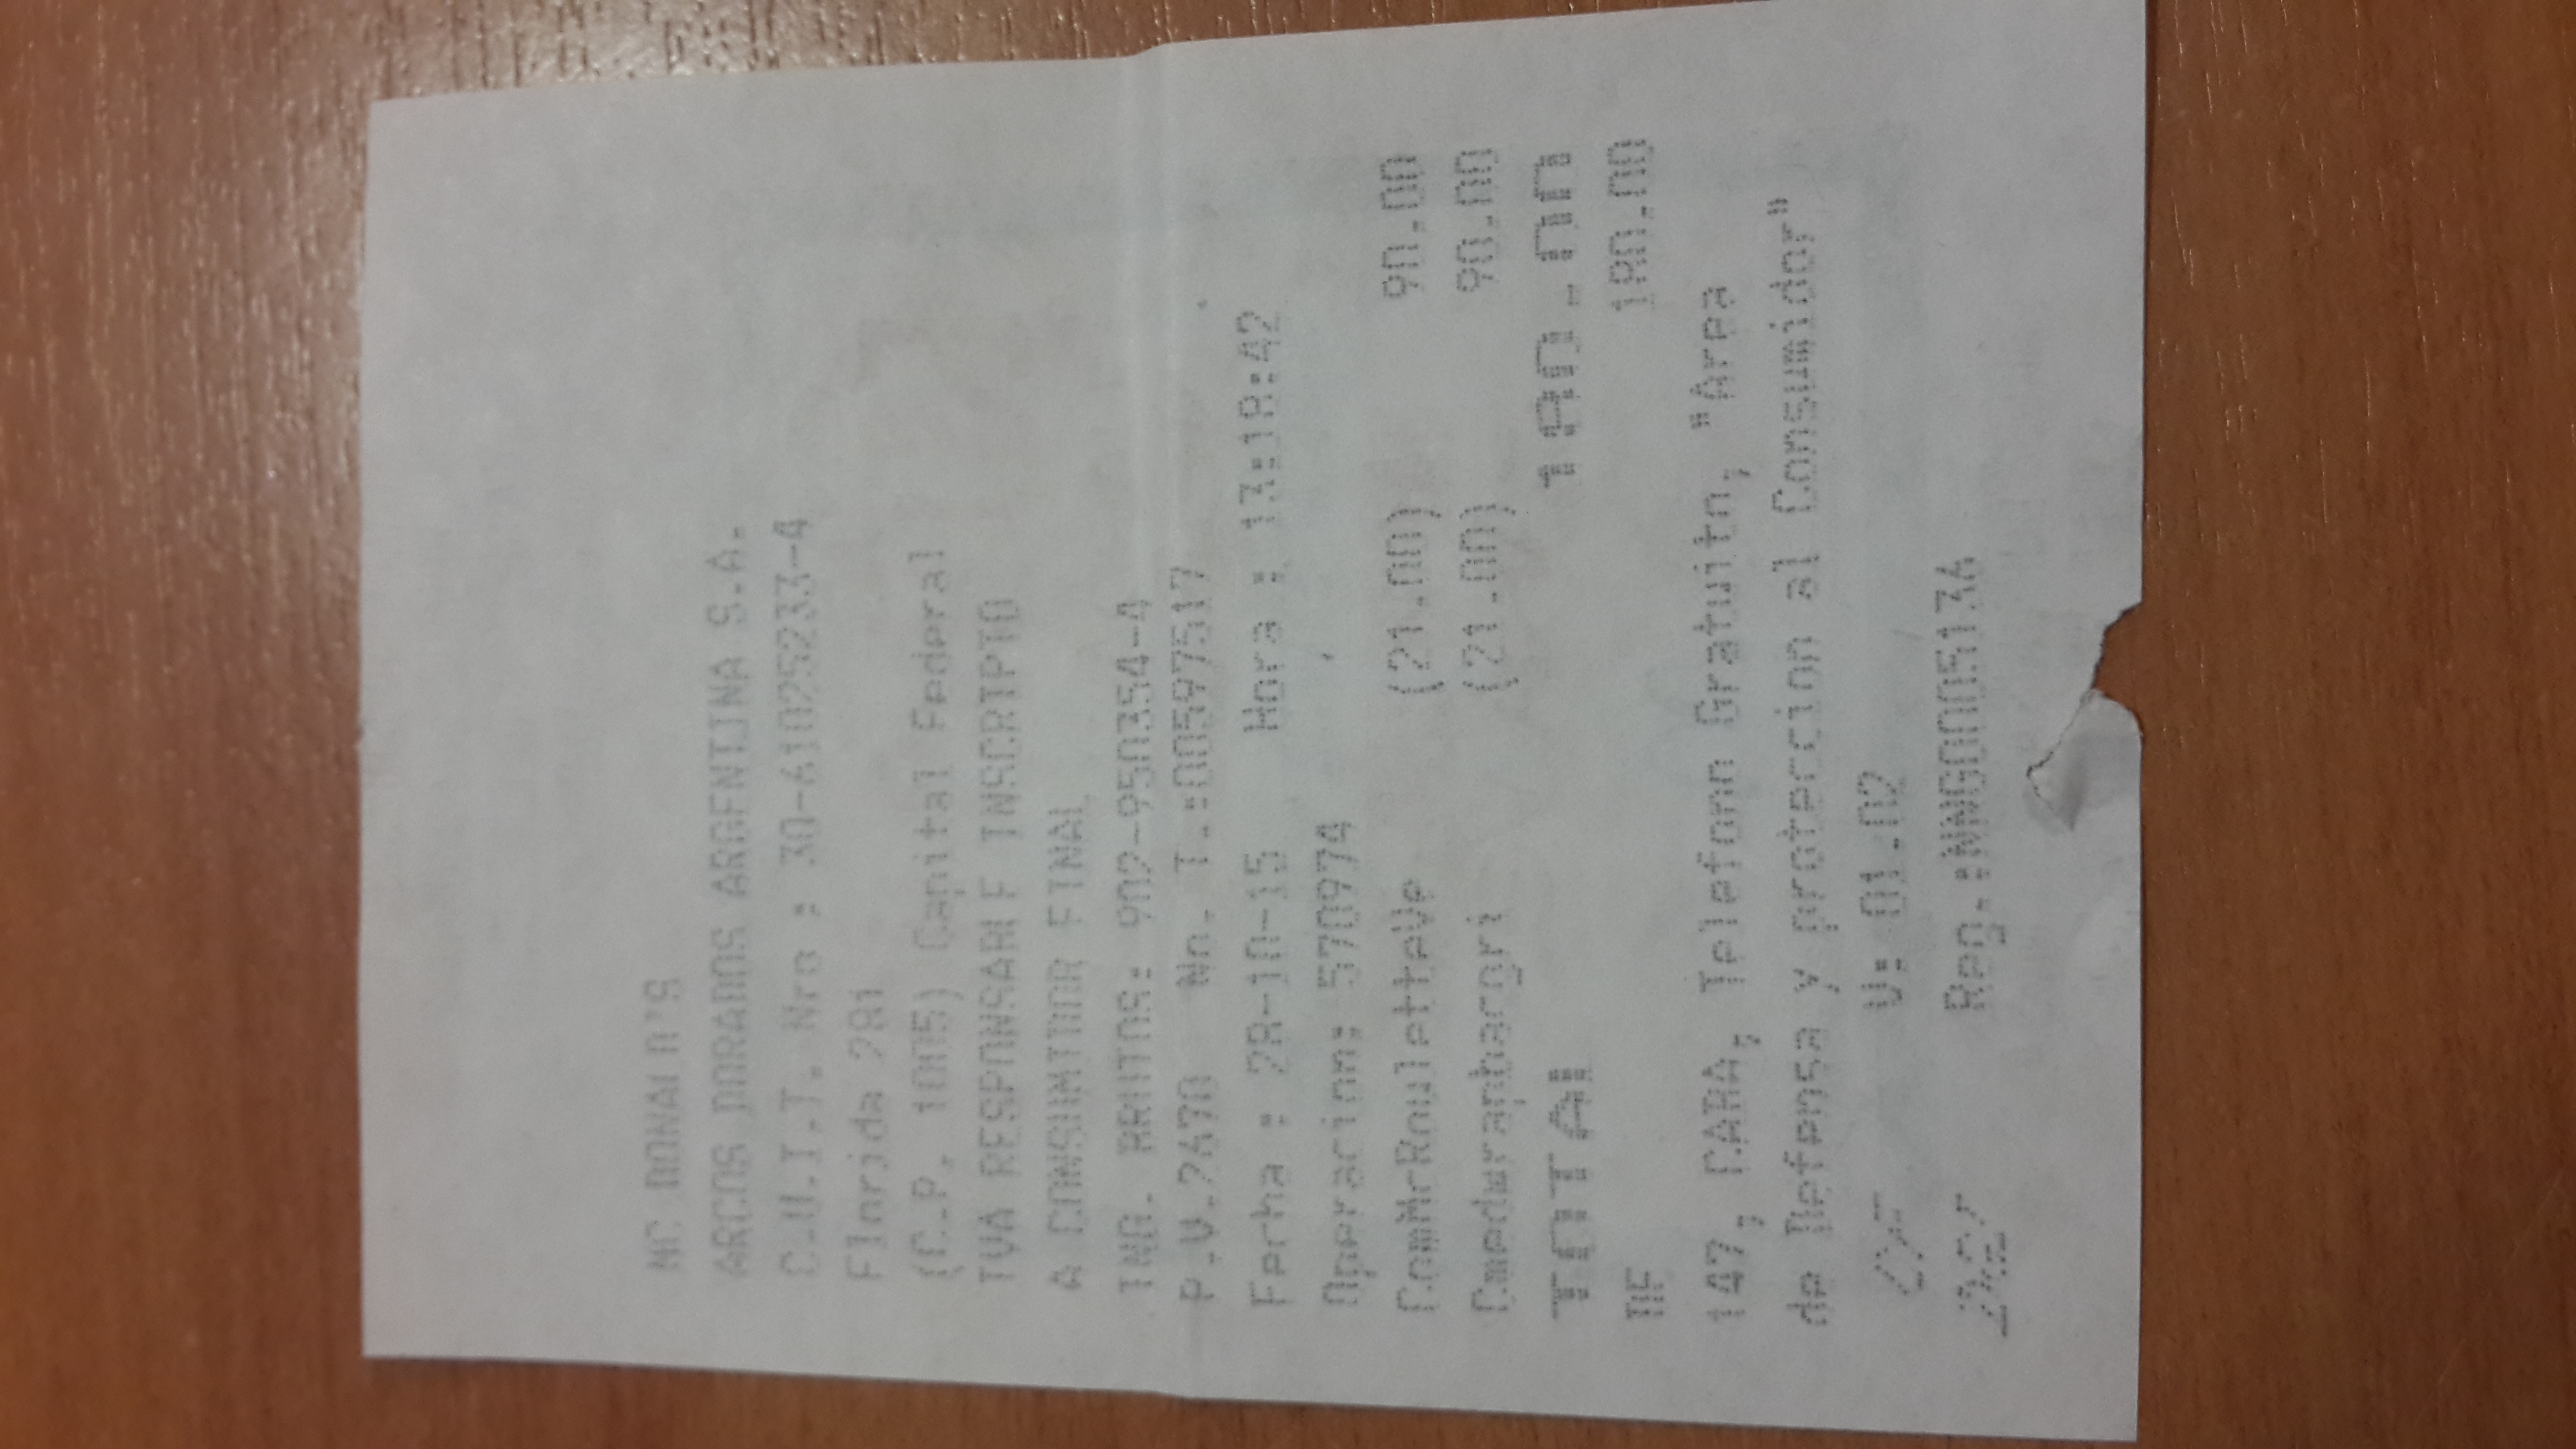 MC DONALD'S
ARCOS DORADOS ARGENTINA S.A.
C.U.I.T. Nro : 30-61025233-4
Florida 281
(C.P. 1005) Capital Federal
IVA RESPONSABLE INSCRIPTO
A CONSUMIDOR FINAL
ING. BRUTOS: 902-950354-4
P.V.2670 No. T.:00597517
Fecha : 28-10-15 Hora : 13:18:42
Operacion: 570974
ComMcRouletteVe (21.00) 90.00
Cmedwrapbacgri (21.00) 90.00
TOTAL 180.00
180.00
147, CABA, Telefono Gratuito, "Area
de Defensa y proteccion al Consumidor"
CF V: 01.02
Reg.:NNG0005136